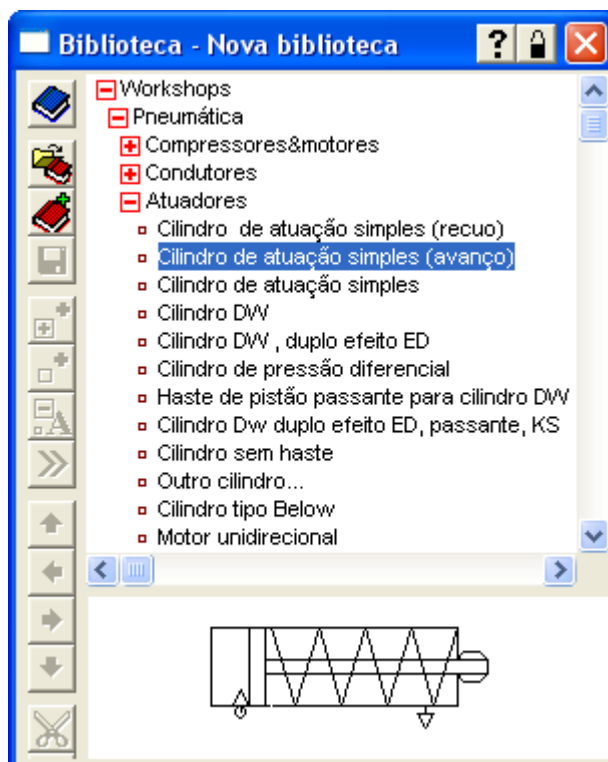 Biblioteca - Nova biblioteca ?
Workshops
Pneumática
Compressores&motores
Condutores
Atuadores
Cilindro  de atuação simples (recuo)
Cilindro de atuação simples (avanço)
Cilindro de atuação simples
Cilindro DW
Cilindro DW , duplo efeito ED
Cilindro de pressão diferencial
Haste de pistão passante para cilindro DW
Cilindro Dw duplo efeito ED, passante, KS
Cilindro sem haste
Outro cilindro...
Cilindro tipo Below
Motor unidirecional